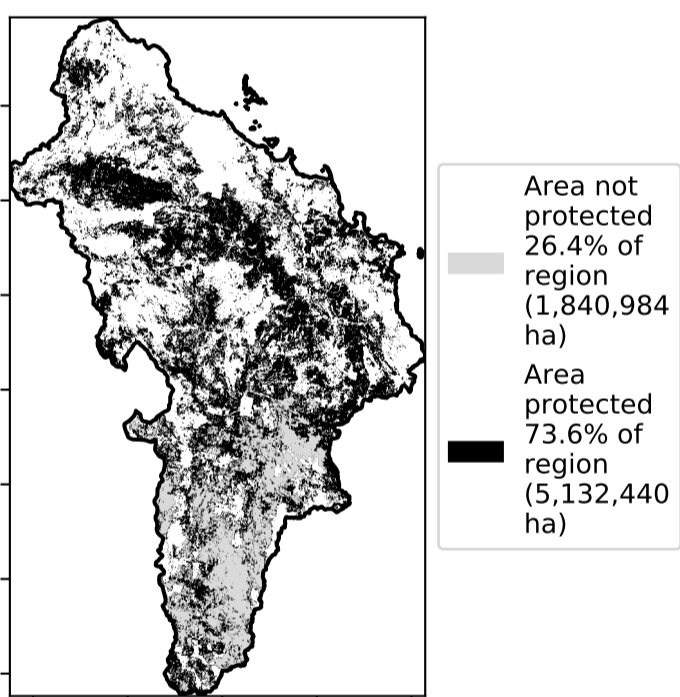 Area not
protected
26.4% of
region
(1,840,984
ha)
Area
protected
73.6% of
region
(5,132,440
ha)